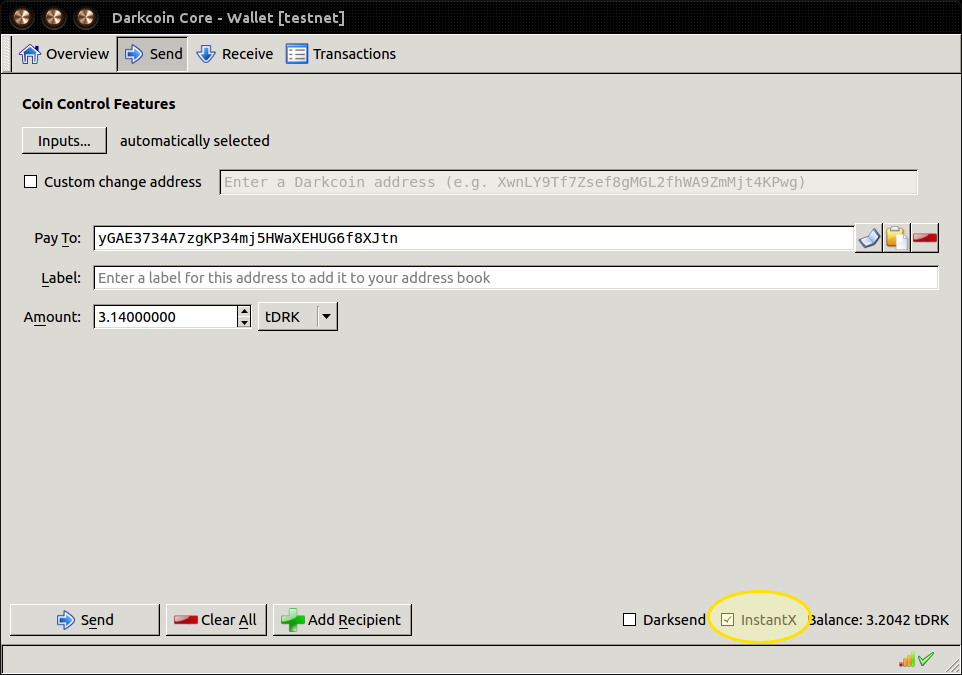 Darkcoin Core - Wallet [testnet]
Overview Send Receive Transactions
Coin Control Features
Inputs... automatically selected
Custom change address Enter a Darkcoin address (e.g. XwnLY9Tf7Zsef8gMGL2fhWA9ZmMjt4KPwg)
Pay To: yGAE3734A7zgKP34mj5HWaXEHUG6f8XJtn
Label: Enter a label for this address to add it to your address book
Amount: 3.14000000 tDRK
Send Clear All Add Recipient Darksend InstantX Balance: 3.2042 tDRK